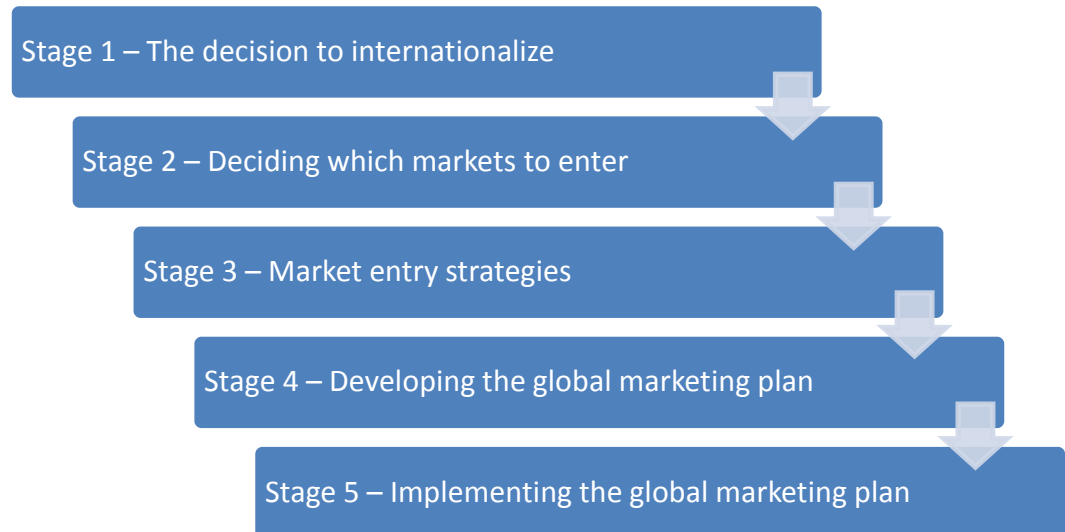 Stage 1 – The decision to internationalize
Stage 2 – Deciding which markets to enter
Stage 3 – Market entry strategies
Stage 4 – Developing the global marketing plan
Stage 5 – Implementing the global marketing plan